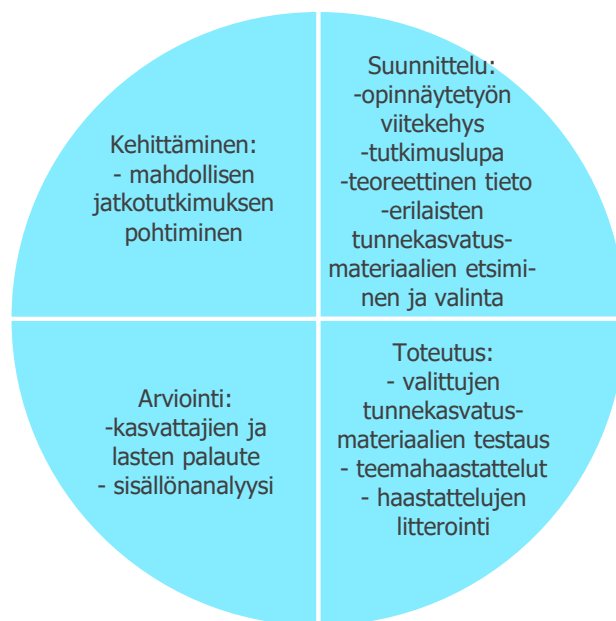 Suunnittelu:
-opinnäytetyön
viitekehys
-tutkimuslupa
-teoreettinen tieto
-erilaisten
tunnekasvatus-
materiaalien etsimi-
nen ja valinta
Toteutus:
- valittujen
tunnekasvatus-
materiaalien testaus
- teemahaastattelut
- haastattelujen
litterointi
Arviointi:
-kasvattajien ja
lasten palaute
- sisällönanalyysi
Kehittäminen:
- mahdollisen
jatkotutkimuksen
pohtiminen